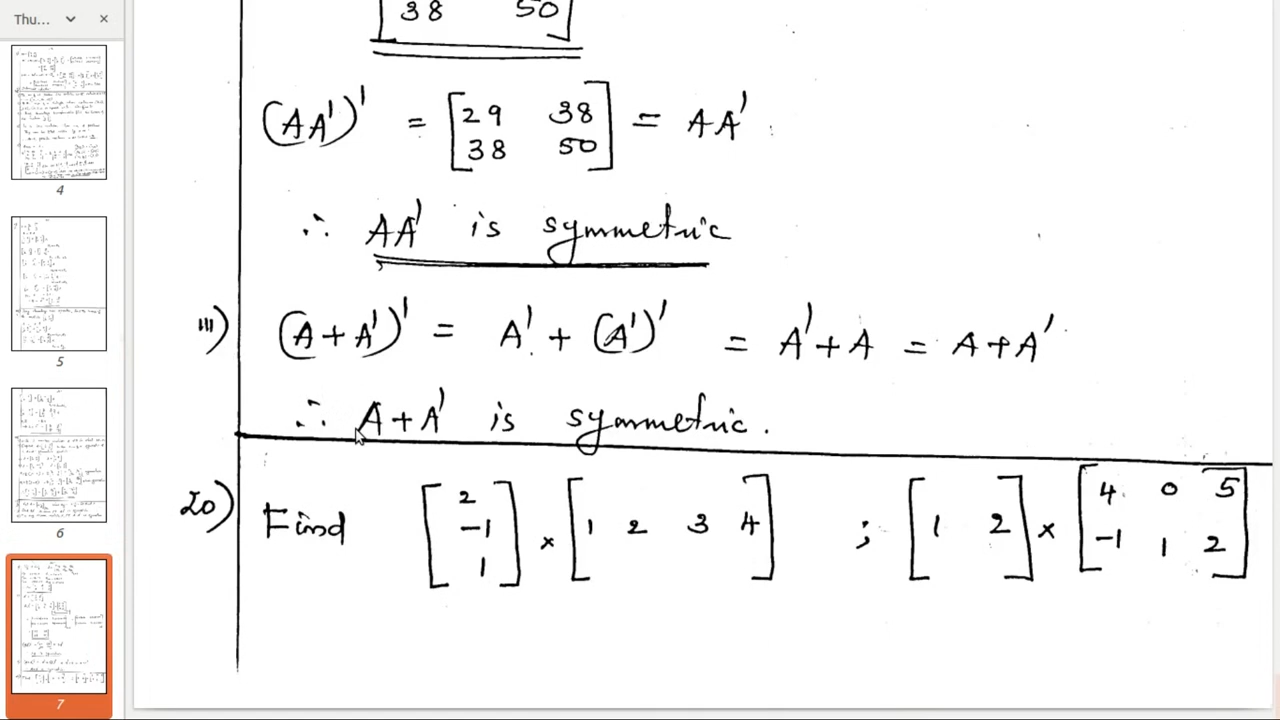 Thu...
38 50
(AA')' = [29 38
38 50] = AA'
∴ AA' is symmetric
III) (A+A')' = A' + (A')' = A'+A = A+A'
∴ A+A' is symmetric.
20) Find [2
-1
1] × [1 2 3 4] ; [1 2] × [4 0 5
-1 1 2]
4
5
6
7